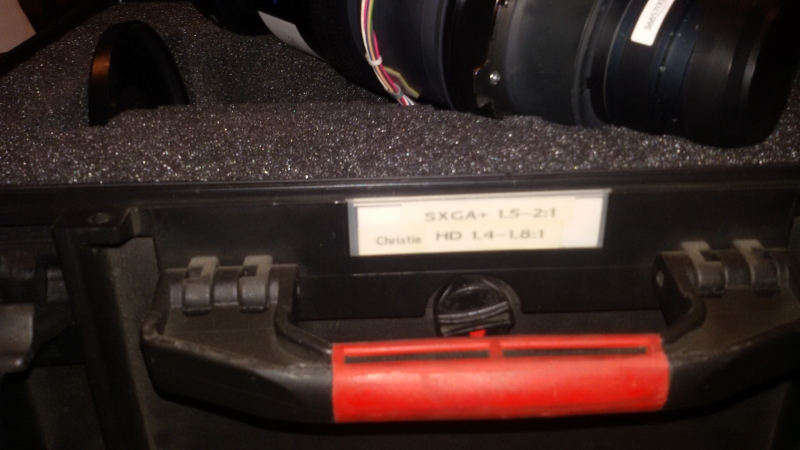 SXGA+ 1.5-2:1
Christie HD 1.4-1.8:1